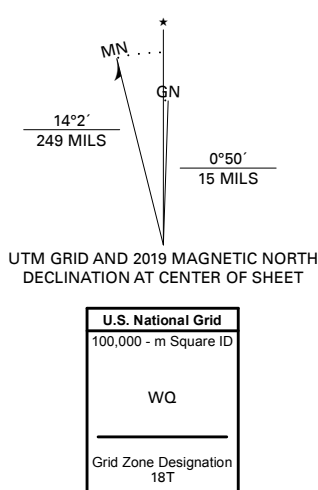 ★
MN
GN
14°2´
249 MILS
0°50´
15 MILS
UTM GRID AND 2019 MAGNETIC NORTH
DECLINATION AT CENTER OF SHEET
U.S. National Grid
100,000 - m Square ID
WQ
Grid Zone Designation
18T